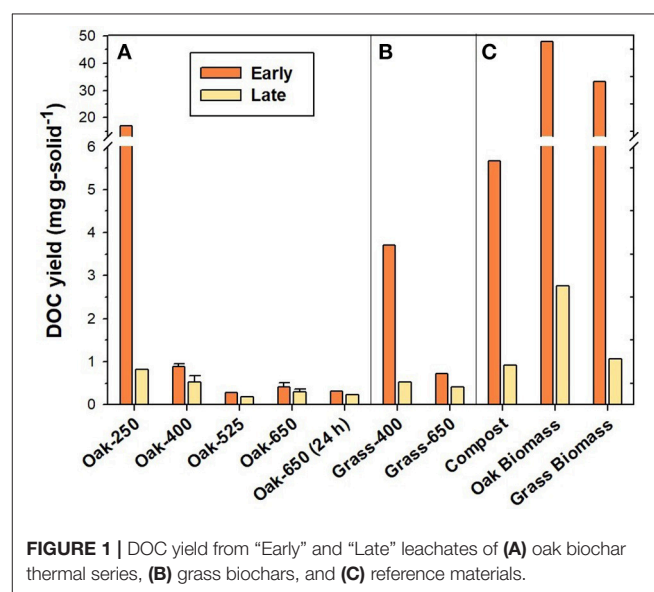 A
B
C
Early
Late
DOC yield (mg g-solid⁻¹)
50
40
30
20
6
5
4
3
2
1
0
Oak-250
Oak-400
Oak-525
Oak-650
Oak-650 (24 h)
Grass-400
Grass-650
Compost
Oak Biomass
Grass Biomass
FIGURE 1 | DOC yield from “Early” and “Late” leachates of (A) oak biochar
thermal series, (B) grass biochars, and (C) reference materials.